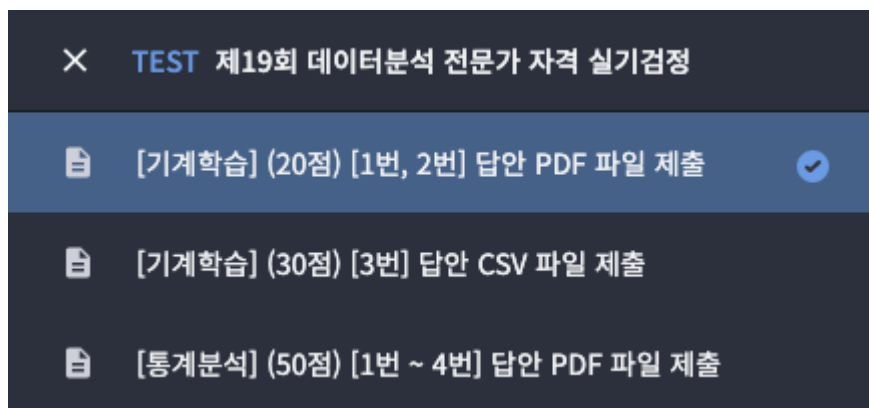 TEST 제19회 데이터분석 전문가 자격 실기검정
[기계학습] (20점) [1번, 2번] 답안 PDF 파일 제출
[기계학습] (30점) [3번] 답안 CSV 파일 제출
[통계분석] (50점) [1번 ~ 4번] 답안 PDF 파일 제출